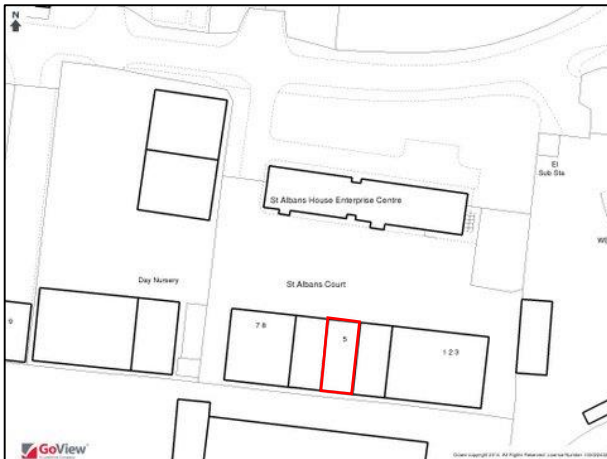 N
El
Sub Sta
St Albans House Enterprise Centre
Day Nursery
St Albans Court
7 8
5
1 2 3
9
GoView